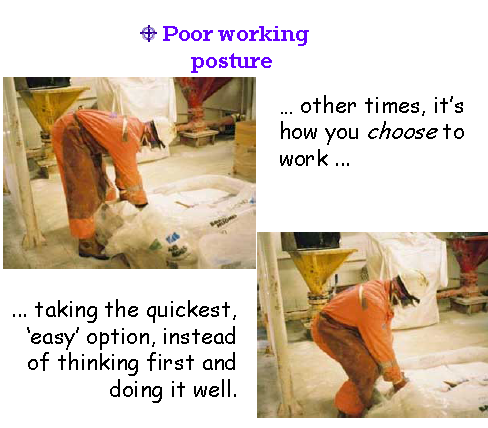 Poor working
posture
... other times, it's
how you choose to
work ...
... taking the quickest,
'easy' option, instead
of thinking first and
doing it well.